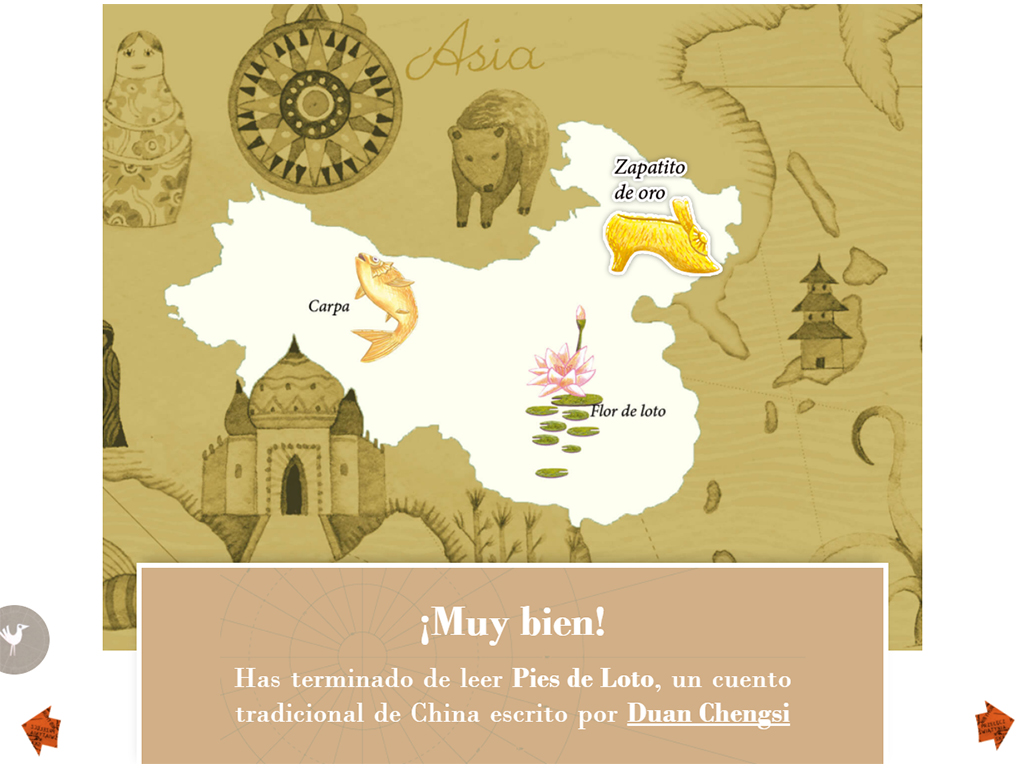 Asia
Zapatito
de oro
Carpa
Flor de loto
¡Muy bien!
Has terminado de leer Pies de Loto, un cuento
tradicional de China escrito por Duan Chengsi